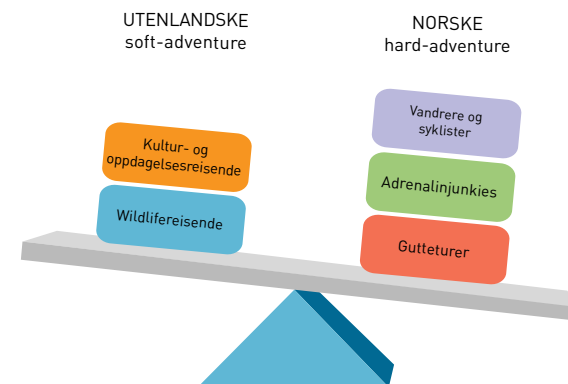 UTENLANDSKE
soft-adventure
Kultur- og
oppdagelsesreisende
Wildlifereisende
NORSKE
hard-adventure
Vandrere og
syklister
Adrenalinjunkies
Gutteturer